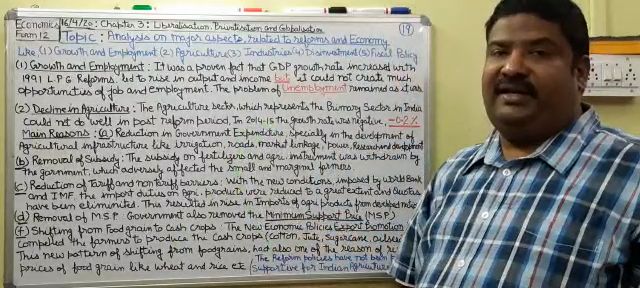 Economics 16/4/20: Chapter 3: Liberalisation, Privatisation and Globalisation (19)
Form 12 Topic: Analysis on major aspects, related to reforms and Economy
Like, (1) Growth and Employment (2) Agriculture (3) Industries (4) Disinvestment (5) Fiscal Policy
(1) Growth and Employment: It was a proven fact that GDP growth rate increased with
1991 L.P.G Reforms, led to rise in output and income but it could not create much
opportunities of job and employment. The problem of Unemployment remained as it was.
(2) Decline in Agriculture: The Agriculture sector, which represents the Primary Sector in India
Could not do well in post reform period, In 2014-15 the growth rate was negative -0.2%
Main Reasons: (a) Reduction in Government Expenditure, specially in the development of
Agricultural infrastructure like irrigation, roads, market linkage, Power, Research and development
(b) Removal of Subsidy: The subsidy on fertilizers and agri. instrument was withdrawn by
the government, which adversely affected the small and marginal farmers
(c) Reduction of Tariff and non tariff barriers: With the new conditions, imposed by World Bank
and IMF, the import duties on Agri. products were reduced to a great extent and Quotas
have been eliminated. This resulted in rise in Imports of agri products from developed
(d) Removal of M.S.P Government also removed the Minimum Support Price (M.S.P)
(f) Shifting from Food grain to Cash crops: The New Economic Policies Export Promotion
compelled the farmers to produce the Cash crops (Cotton, Jute, Sugarcane,
This new pattern of shifting from foodgrains, had also one of the reason of
prices of food grain like wheat and rice etc
The Reform policies have not been
Supportive for Indian Agriculture